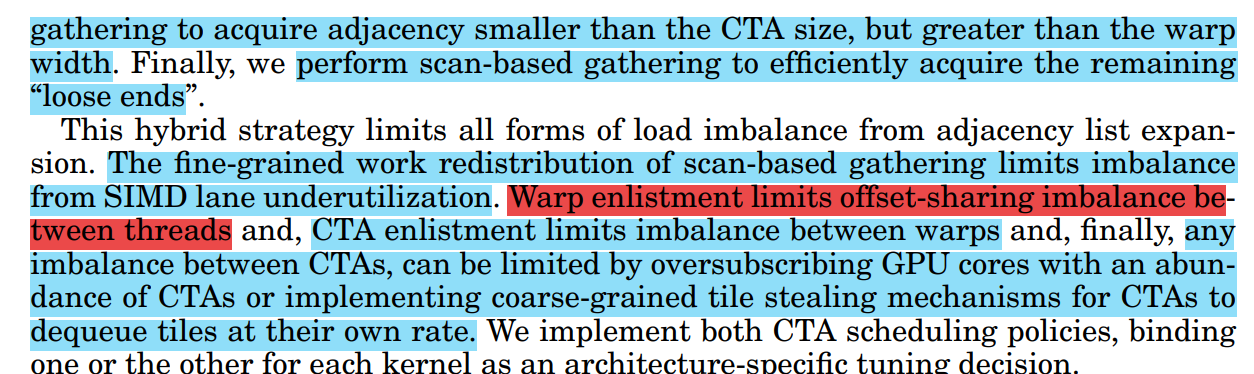 gathering to acquire adjacency smaller than the CTA size, but greater than the warp
width. Finally, we perform scan-based gathering to efficiently acquire the remaining
“loose ends”.
This hybrid strategy limits all forms of load imbalance from adjacency list expan-
sion. The fine-grained work redistribution of scan-based gathering limits imbalance
from SIMD lane underutilization. Warp enlistment limits offset-sharing imbalance be-
tween threads and, CTA enlistment limits imbalance between warps and, finally, any
imbalance between CTAs, can be limited by oversubscribing GPU cores with an abun-
dance of CTAs or implementing coarse-grained tile stealing mechanisms for CTAs to
dequeue tiles at their own rate. We implement both CTA scheduling policies, binding
one or the other for each kernel as an architecture-specific tuning decision.